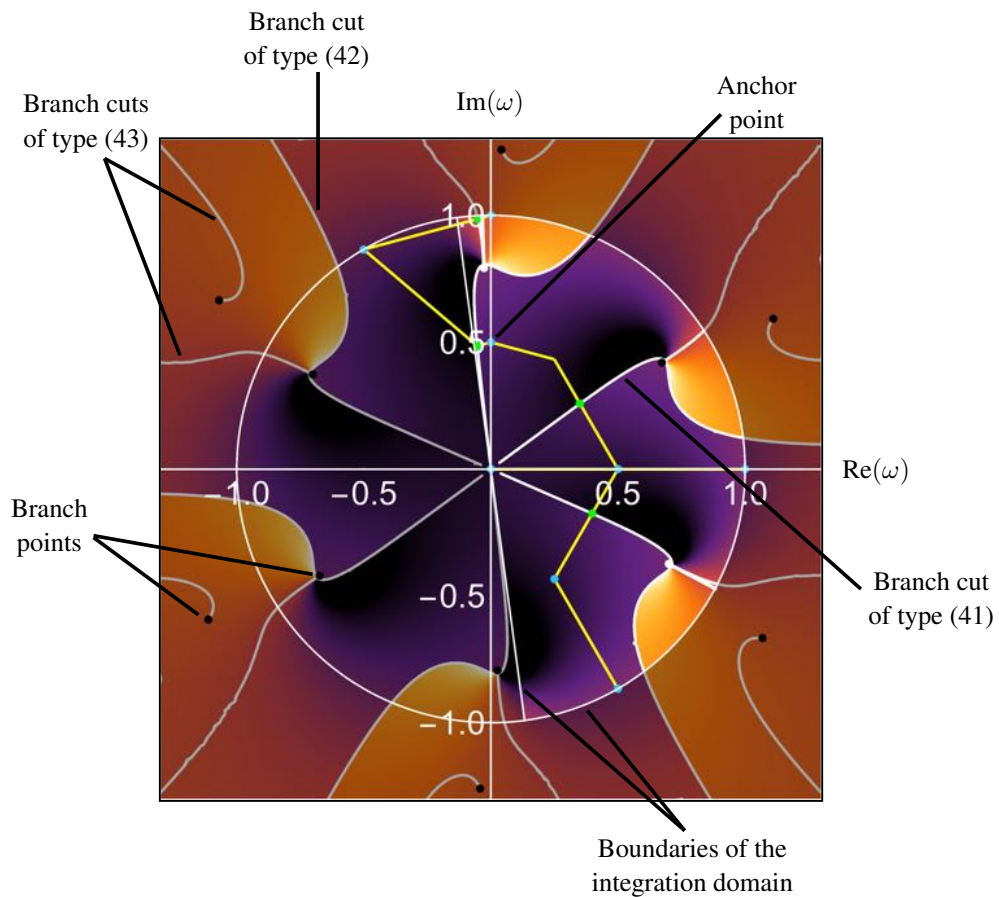 Branch cut
of type (42)
Branch cuts
of type (43)
Im(ω)
Anchor
point
1.0
0.5
−1.0
−0.5
0.5
1.0
Re(ω)
Branch
points
−0.5
Branch cut
of type (41)
−1.0
Boundaries of the
integration domain